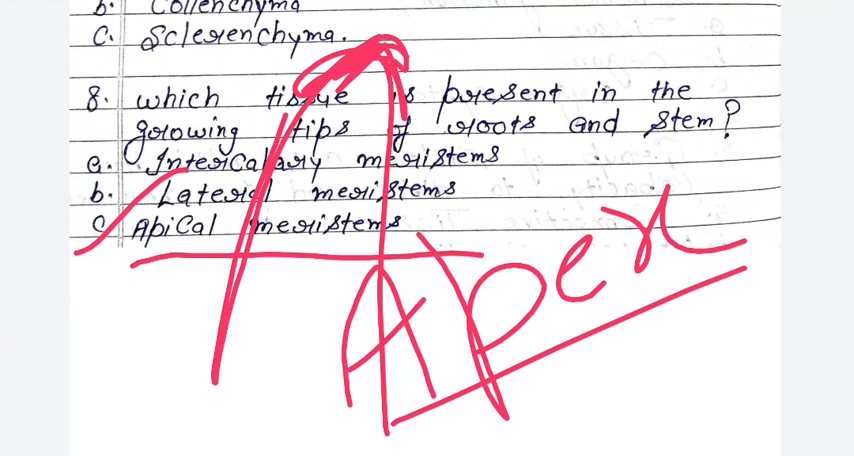 b. Collenchyma
c. Sclerenchyma.
8. which tissue is present in the
growing tips of roots and stem?
a. Intercalary meristems
b. Lateral meristems
c Apical meristems
Apex